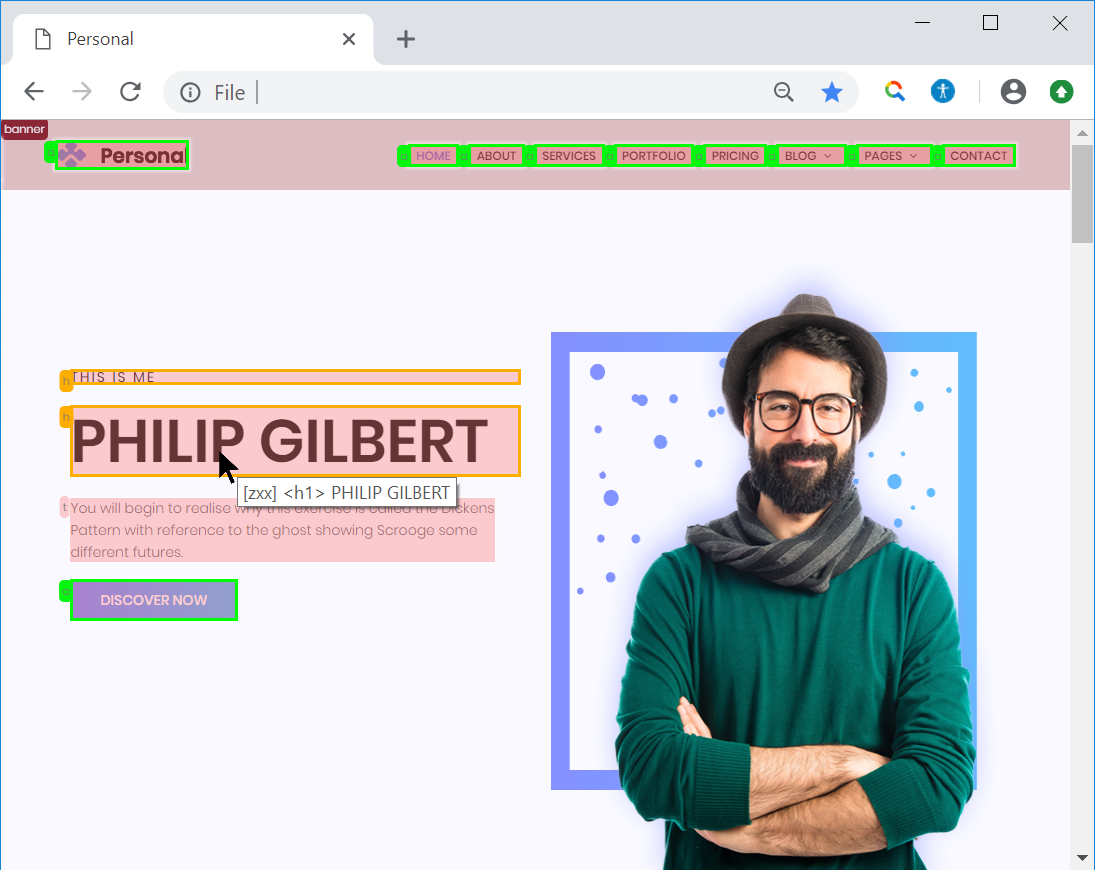 Personal
File
banner
a
Personal
a HOME a ABOUT a SERVICES a PORTFOLIO a PRICING a BLOG a PAGES a CONTACT
h THIS IS ME
h PHILIP GILBERT
[zxx] <h1> PHILIP GILBERT
t You will begin to realise why this exercise is called the Dickens
Pattern with reference to the ghost showing Scrooge some
different futures.
a DISCOVER NOW